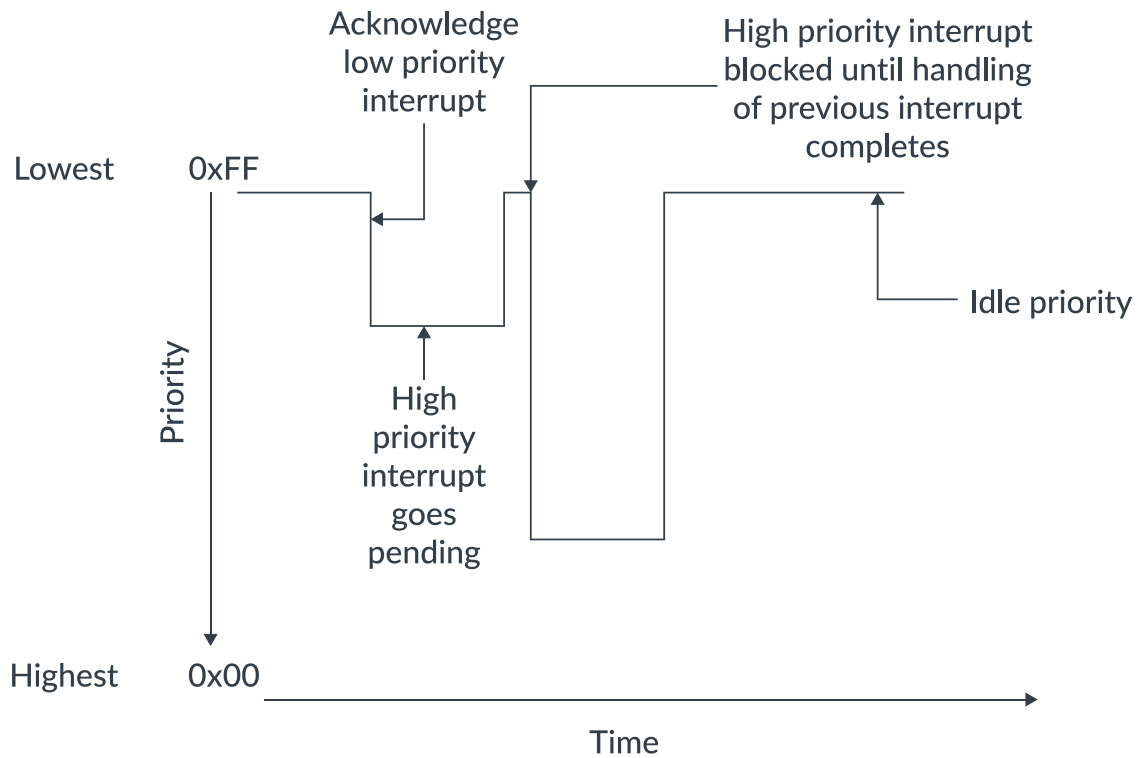 Acknowledge
low priority
interrupt
High priority interrupt
blocked until handling
of previous interrupt
completes
Lowest 0xFF
Idle priority
Priority
High
priority
interrupt
goes
pending
Highest 0x00
Time